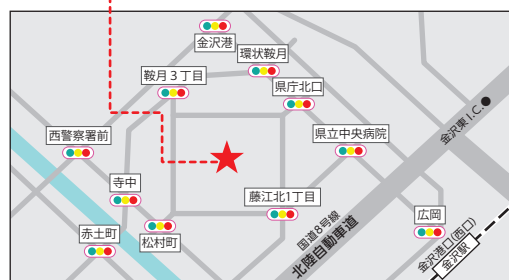 金沢港
環状鞍月
鞍月３丁目
県庁北口
金沢東I.C.
西警察署前
県立中央病院
寺中
藤江北1丁目
国道8号線
北陸自動車道
広岡
赤土町
松村町
金沢港口(西口)
金沢駅